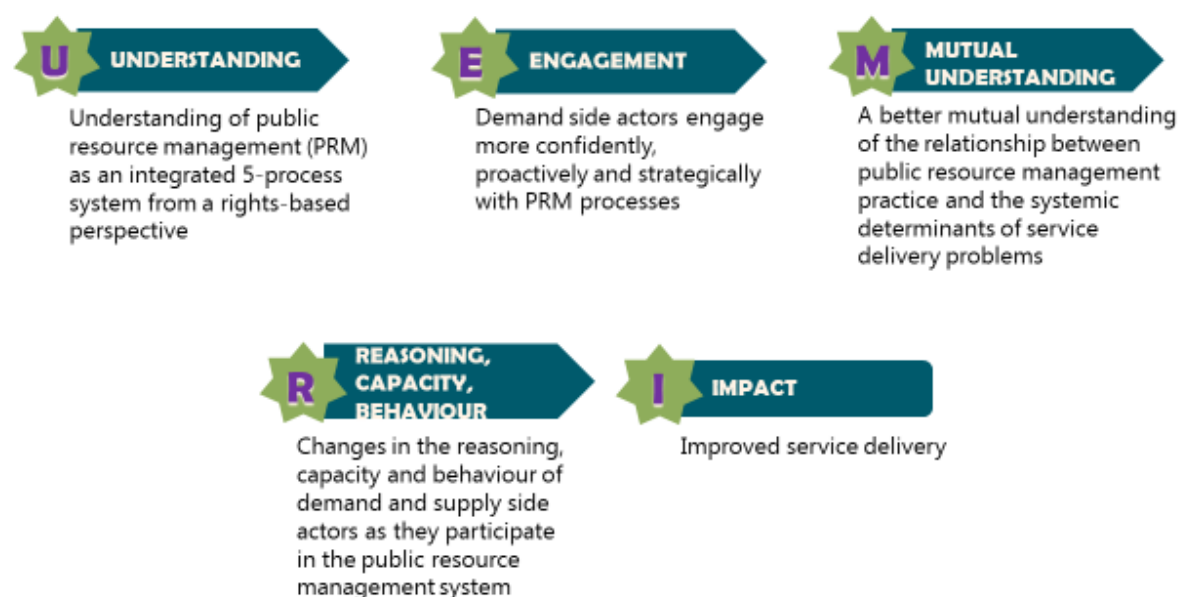 U UNDERSTANDING
Understanding of public
resource management (PRM)
as an integrated 5-process
system from a rights-based
perspective
E ENGAGEMENT
Demand side actors engage
more confidently,
proactively and strategically
with PRM processes
M MUTUAL
UNDERSTANDING
A better mutual understanding
of the relationship between
public resource management
practice and the systemic
determinants of service
delivery problems
R REASONING,
CAPACITY,
BEHAVIOUR
Changes in the reasoning,
capacity and behaviour of
demand and supply side
actors as they participate
in the public resource
management system
I IMPACT
Improved service delivery